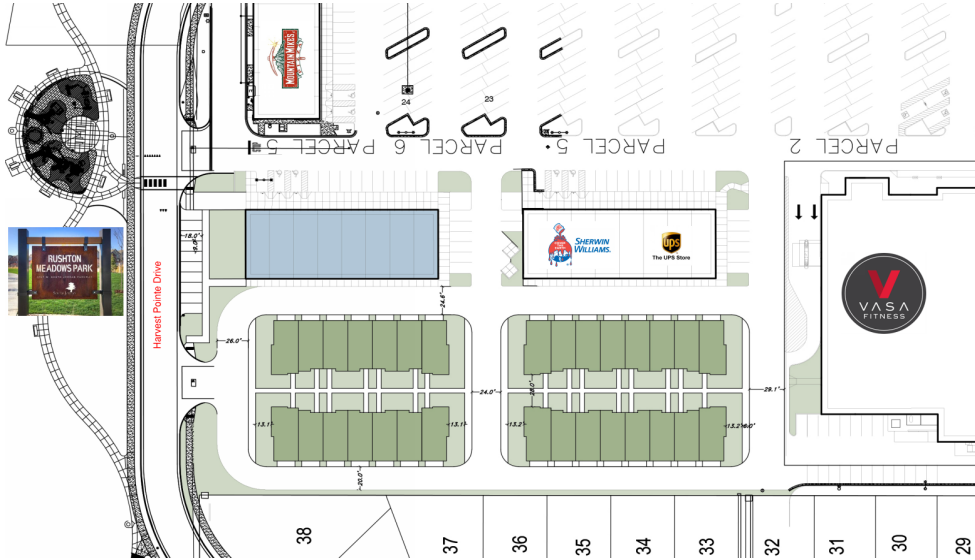 MOUNTAIN MIKE'S
24
23
PARCEL 5
PARCEL 6
PARCEL 5
PARCEL 2
18.0'
9.0'
SHERWIN
WILLIAMS.
ups
The UPS Store
VASA
FITNESS
RUSHTON
MEADOWS PARK
Harvest Pointe Drive
24.6'
26.0'
24.0'
28.0'
29.1'
13.1'
13.1'
13.2'
13.2'
20.0'
38
37
36
35
34
33
32
31
30
29